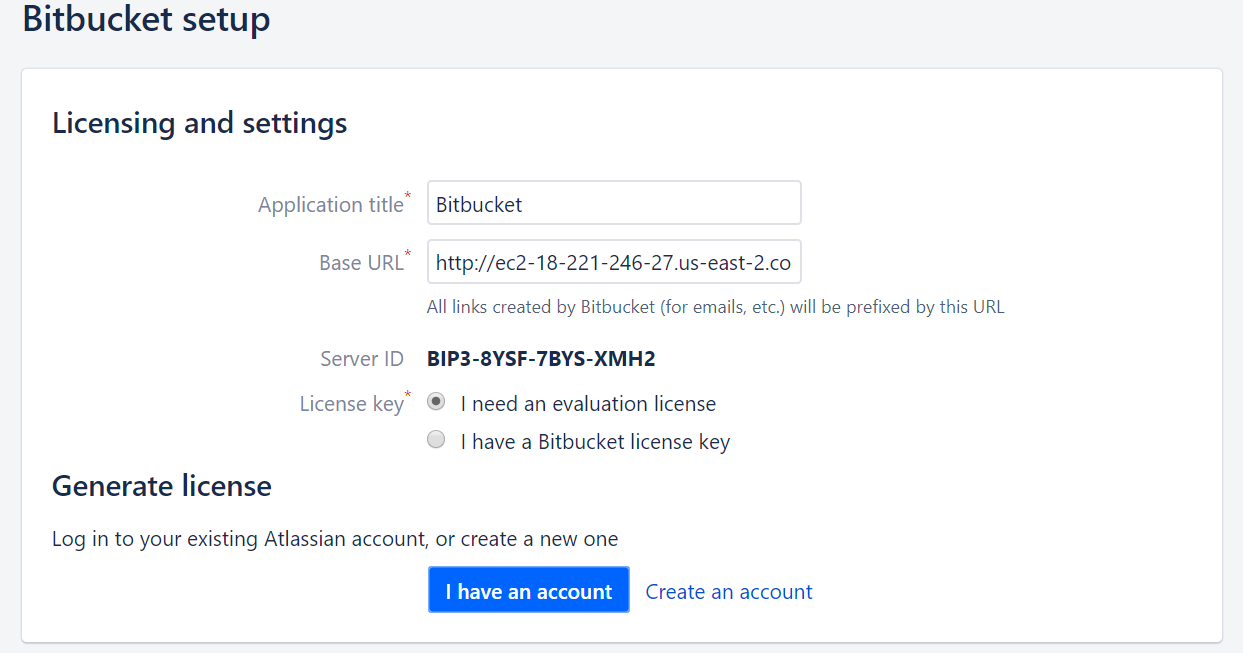 Bitbucket setup
Licensing and settings
Application title* Bitbucket
Base URL* http://ec2-18-221-246-27.us-east-2.co
All links created by Bitbucket (for emails, etc.) will be prefixed by this URL
Server ID BIP3-8YSF-7BYS-XMH2
License key* I need an evaluation license
I have a Bitbucket license key
Generate license
Log in to your existing Atlassian account, or create a new one
I have an account Create an account